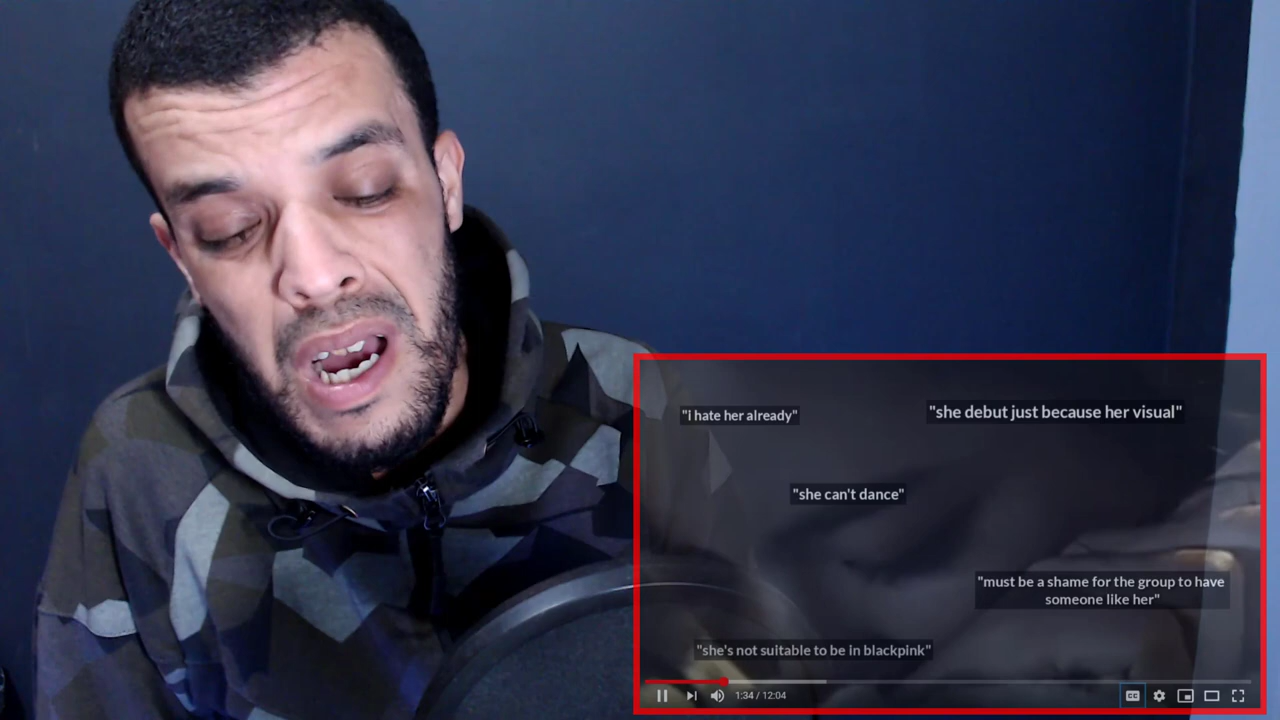 "i hate her already"
"she debut just because her visual"
"she can't dance"
"must be a shame for the group to have
someone like her"
"she's not suitable to be in blackpink"
1:34 / 12:04
CC